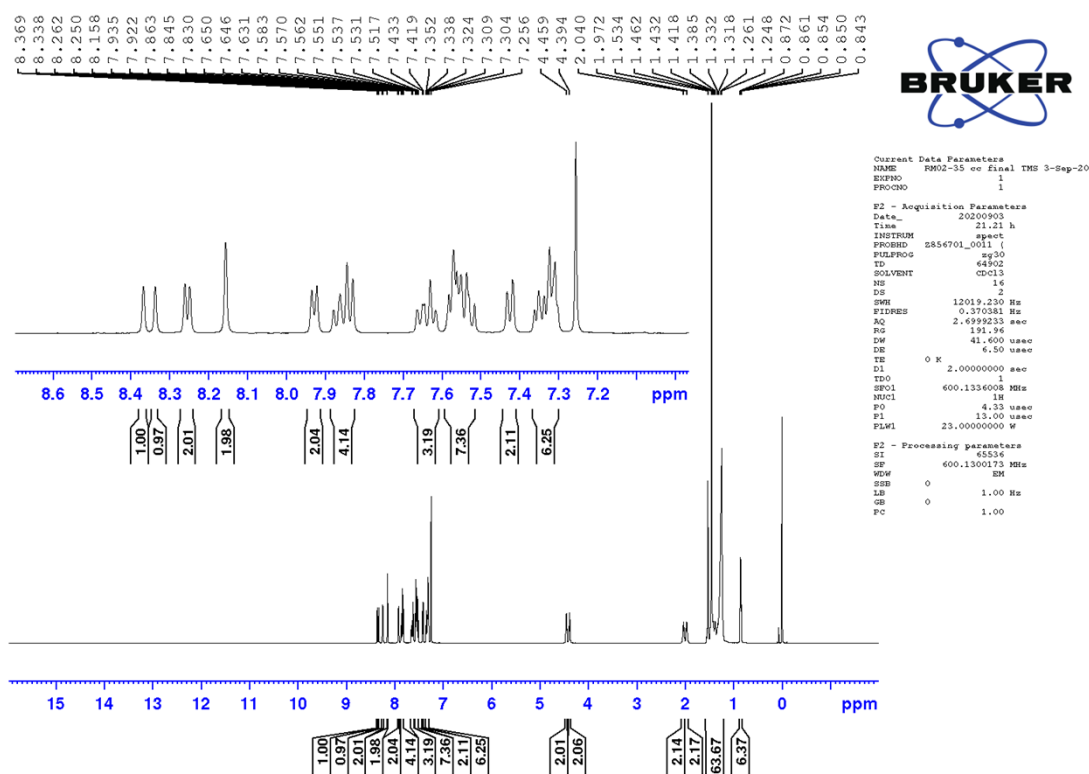 8.369 8.338 8.262 8.250 8.158 7.935 7.922 7.863 7.845 7.830 7.650 7.646 7.631 7.583 7.570 7.562 7.551 7.537 7.531 7.517 7.433 7.419 7.352 7.338 7.324 7.309 7.304 7.256 4.459 4.394 2.040 1.972 1.534 1.462 1.432 1.418 1.385 1.332 1.318 1.261 1.248 0.872 0.861 0.854 0.850 0.843
BRUKER
Current Data Parameters
NAME RM02-35 cc final TMS 3-Sep-20
EXPNO 1
PROCNO 1
F2 - Acquisition Parameters
Date_ 20200903
Time 21.21 h
INSTRUM spect
PROBHD Z856701_0011 (
PULPROG zg30
TD 64902
SOLVENT CDCl3
NS 16
DS 2
SWH 12019.230 Hz
FIDRES 0.370381 Hz
AQ 2.6999233 sec
RG 191.96
DW 41.600 usec
DE 6.50 usec
TE 0 K
D1 2.00000000 sec
TD0 1
SFO1 600.1336008 MHz
NUC1 1H
P0 4.33 usec
P1 13.00 usec
PLW1 23.00000000 W
F2 - Processing parameters
SI 65536
SF 600.1300173 MHz
WDW EM
SSB 0
LB 1.00 Hz
GB 0
PC 1.00
8.6 8.5 8.4 8.3 8.2 8.1 8.0 7.9 7.8 7.7 7.6 7.5 7.4 7.3 7.2 ppm
1.00 0.97 2.01 1.98 2.04 4.14 3.19 7.36 2.11 6.25
15 14 13 12 11 10 9 8 7 6 5 4 3 2 1 0 ppm
1.00 0.97 2.01 1.98 2.04 4.14 3.19 7.36 2.11 6.25 2.01 2.06 2.14 2.17 63.67 6.37